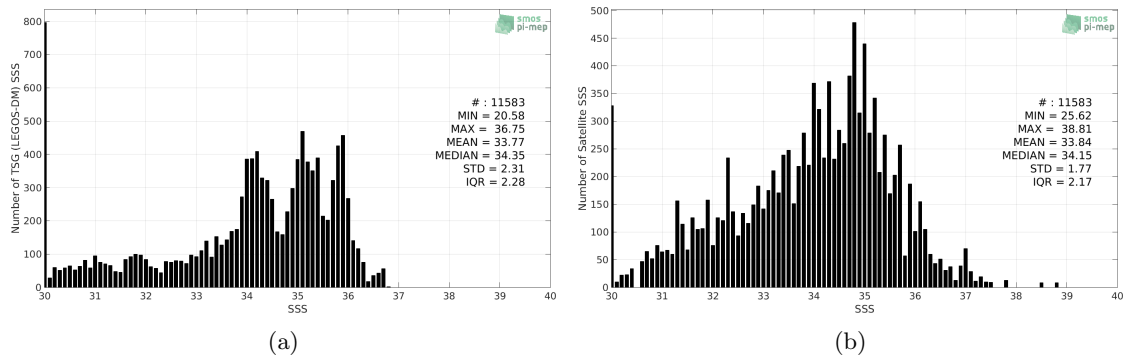 800
700
600
500
400
300
200
100
0
Number of TSG (LEGOS-DM) SSS
30 31 32 33 34 35 36 37 38 39 40
SSS
smos
pi-mep
# : 11583
MIN = 20.58
MAX = 36.75
MEAN = 33.77
MEDIAN = 34.35
STD = 2.31
IQR = 2.28
(a)
500
450
400
350
300
250
200
150
100
50
0
Number of Satellite SSS
30 31 32 33 34 35 36 37 38 39 40
SSS
smos
pi-mep
# : 11583
MIN = 25.62
MAX = 38.81
MEAN = 33.84
MEDIAN = 34.15
STD = 1.77
IQR = 2.17
(b)